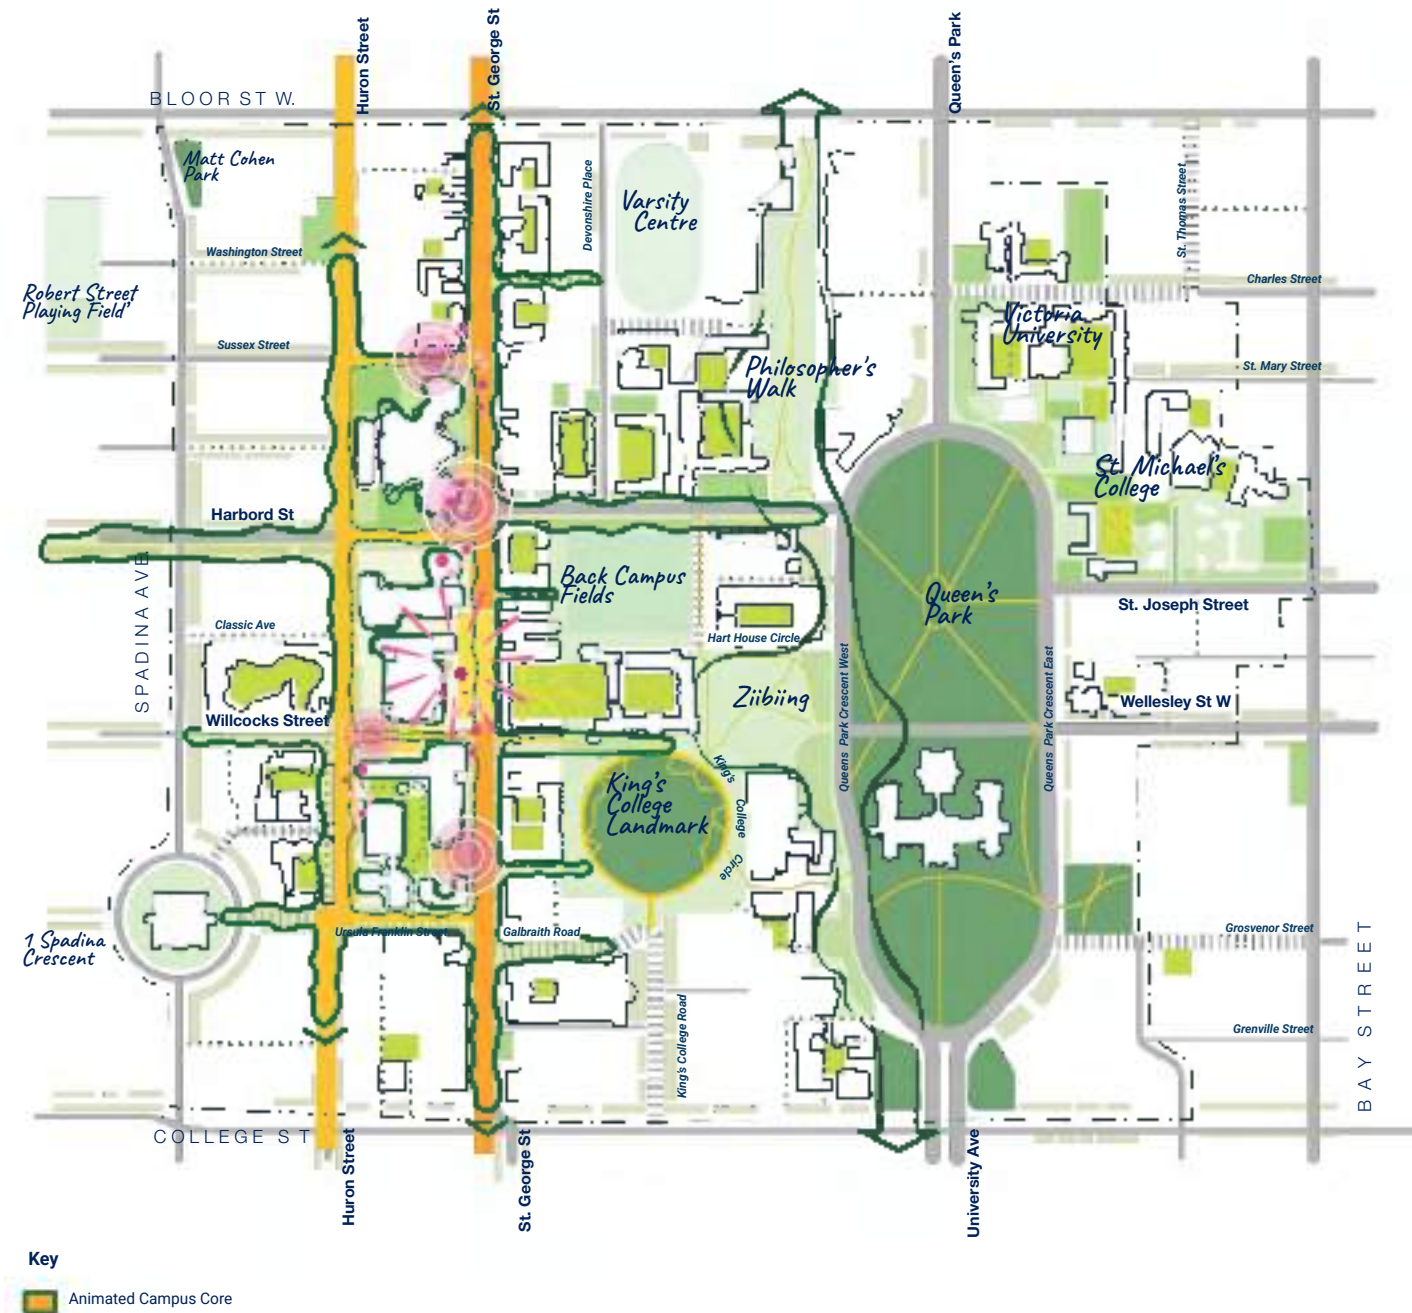 Huron Street
St. George St
Queen's Park
BLOOR ST W.
Matt Cohen
Park
Devonshire Place
Varsity
Centre
St. Thomas Street
Washington Street
Charles Street
Robert Street
Playing Field'
Victoria
University
Sussex Street
Philosopher's
Walk
St. Mary Street
St. Michael's
College
Harbord St
SPADINA AVE.
Back Campus
Fields
Queen's
Park
St. Joseph Street
Classic Ave
Hart House Circle
Queens Park Crescent West
Queens Park Crescent East
Ziibiing
Wellesley St W
Willcocks Street
King's
College
Circle
King's
College
Landmark
1 Spadina
Crescent
Ursula Franklin Street
Galbraith Road
Grosvenor Street
King's College Road
Grenville Street
BAY STREET
COLLEGE ST
Huron Street
St. George St
University Ave
Key
Animated Campus Core